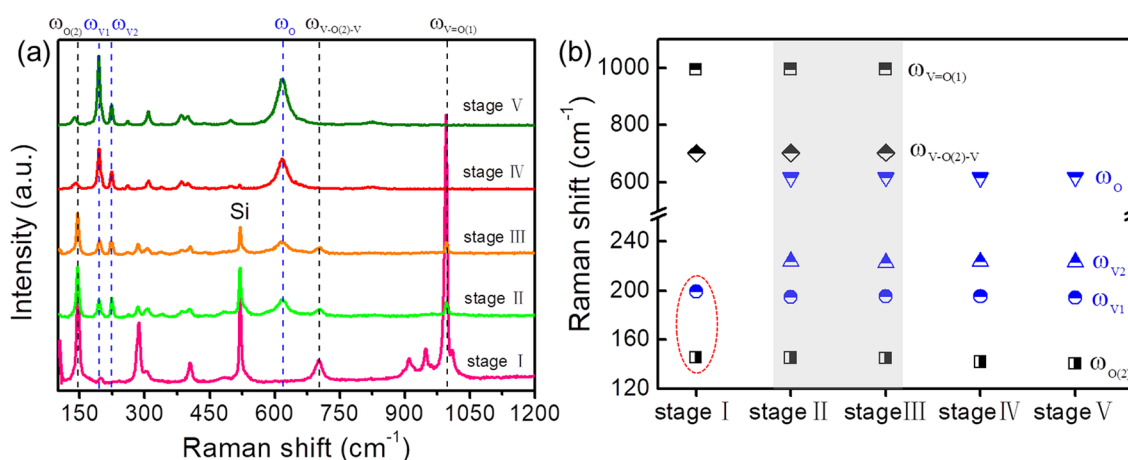 (a)
ω_O(2) ω_V1 ω_V2 ω_O ω_V-O(2)-V ω_V=O(1)
Intensity (a.u.)
stage Ⅴ
stage Ⅳ
Si
stage Ⅲ
stage Ⅱ
stage Ⅰ
150 300 450 600 750 900 1050 1200
Raman shift (cm⁻¹)
(b)
Raman shift (cm⁻¹)
1000
800
600
240
200
160
120
ω_V=O(1)
ω_V-O(2)-V
ω_O
ω_V2
ω_V1
ω_O(2)
stage Ⅰ stage Ⅱ stage Ⅲ stage Ⅳ stage Ⅴ